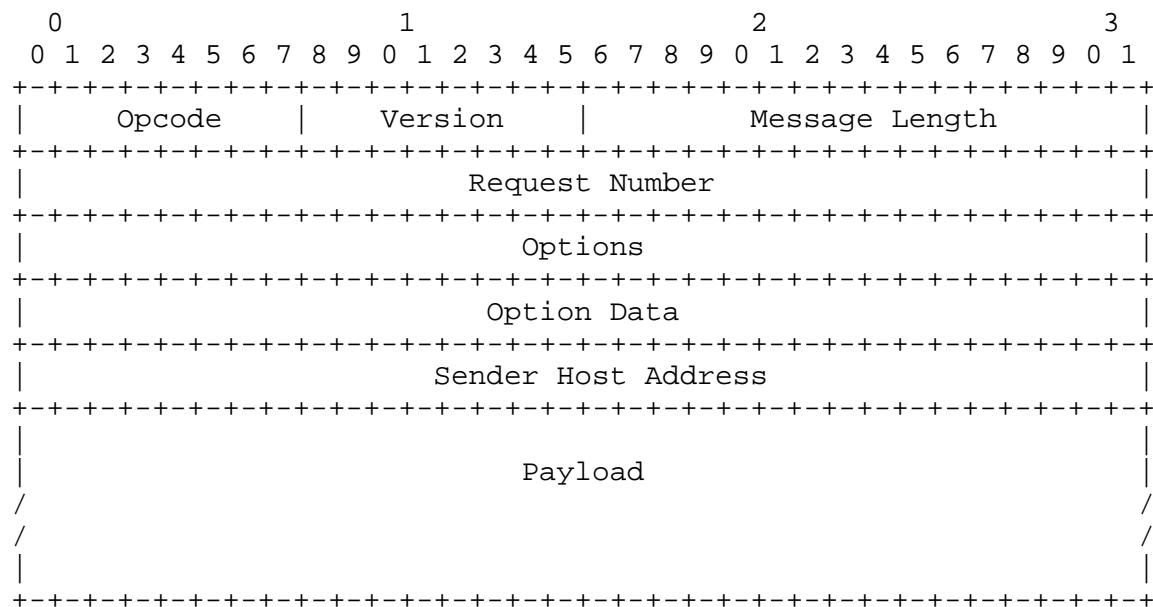 0                   1                   2                   3
 0 1 2 3 4 5 6 7 8 9 0 1 2 3 4 5 6 7 8 9 0 1 2 3 4 5 6 7 8 9 0 1
+-+-+-+-+-+-+-+-+-+-+-+-+-+-+-+-+-+-+-+-+-+-+-+-+-+-+-+-+-+-+-+-+
|     Opcode    |    Version    |         Message Length        |
+-+-+-+-+-+-+-+-+-+-+-+-+-+-+-+-+-+-+-+-+-+-+-+-+-+-+-+-+-+-+-+-+
|                         Request Number                        |
+-+-+-+-+-+-+-+-+-+-+-+-+-+-+-+-+-+-+-+-+-+-+-+-+-+-+-+-+-+-+-+-+
|                            Options                            |
+-+-+-+-+-+-+-+-+-+-+-+-+-+-+-+-+-+-+-+-+-+-+-+-+-+-+-+-+-+-+-+-+
|                          Option Data                          |
+-+-+-+-+-+-+-+-+-+-+-+-+-+-+-+-+-+-+-+-+-+-+-+-+-+-+-+-+-+-+-+-+
|                       Sender Host Address                     |
+-+-+-+-+-+-+-+-+-+-+-+-+-+-+-+-+-+-+-+-+-+-+-+-+-+-+-+-+-+-+-+-+
|                                                               |
|                            Payload                            |
/                                                               /
/                                                               /
|                                                               |
+-+-+-+-+-+-+-+-+-+-+-+-+-+-+-+-+-+-+-+-+-+-+-+-+-+-+-+-+-+-+-+-+